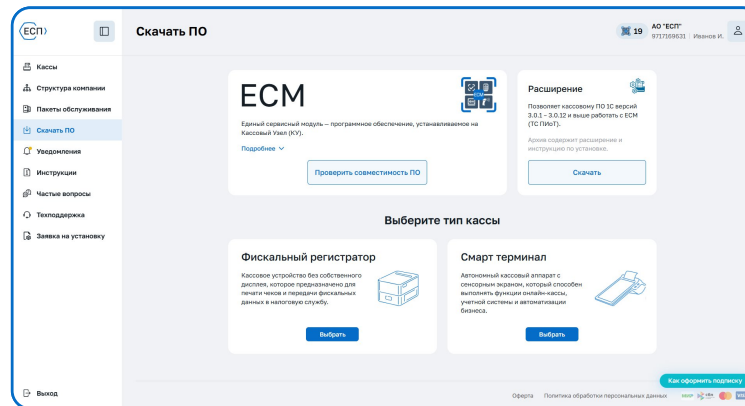 ЕСП
Скачать ПО
19
АО "ЕСП"
9717169631 | Иванов И.
Кассы
Структура компании
Пакеты обслуживания
Скачать ПО
Уведомления
Инструкции
Частые вопросы
Техподдержка
Заявка на установку
Выход
ЕСМ
Единый сервисный модуль – программное обеспечение, устанавливаемое на
Кассовый Узел (КУ).
Подробнее
Проверить совместимость ПО
ЕСМ
Расширение
Позволяет кассовому ПО 1С версий
3.0.1 – 3.0.12 и выше работать с ЕСМ
(ТС ПИоТ).
Архив содержит расширение и
инструкцию по установке.
Скачать
Выберите тип кассы
Фискальный регистратор
Кассовое устройство без собственного
дисплея, которое предназначено для
печати чеков и передачи фискальных
данных в налоговую службу.
Выбрать
Смарт терминал
Автономный кассовый аппарат с
сенсорным экраном, который способен
выполнять функции онлайн-кассы,
учетной системы и автоматизации
бизнеса.
Выбрать
Как оформить подписку
Оферта Политика обработки персональных данных
МИР
VISA